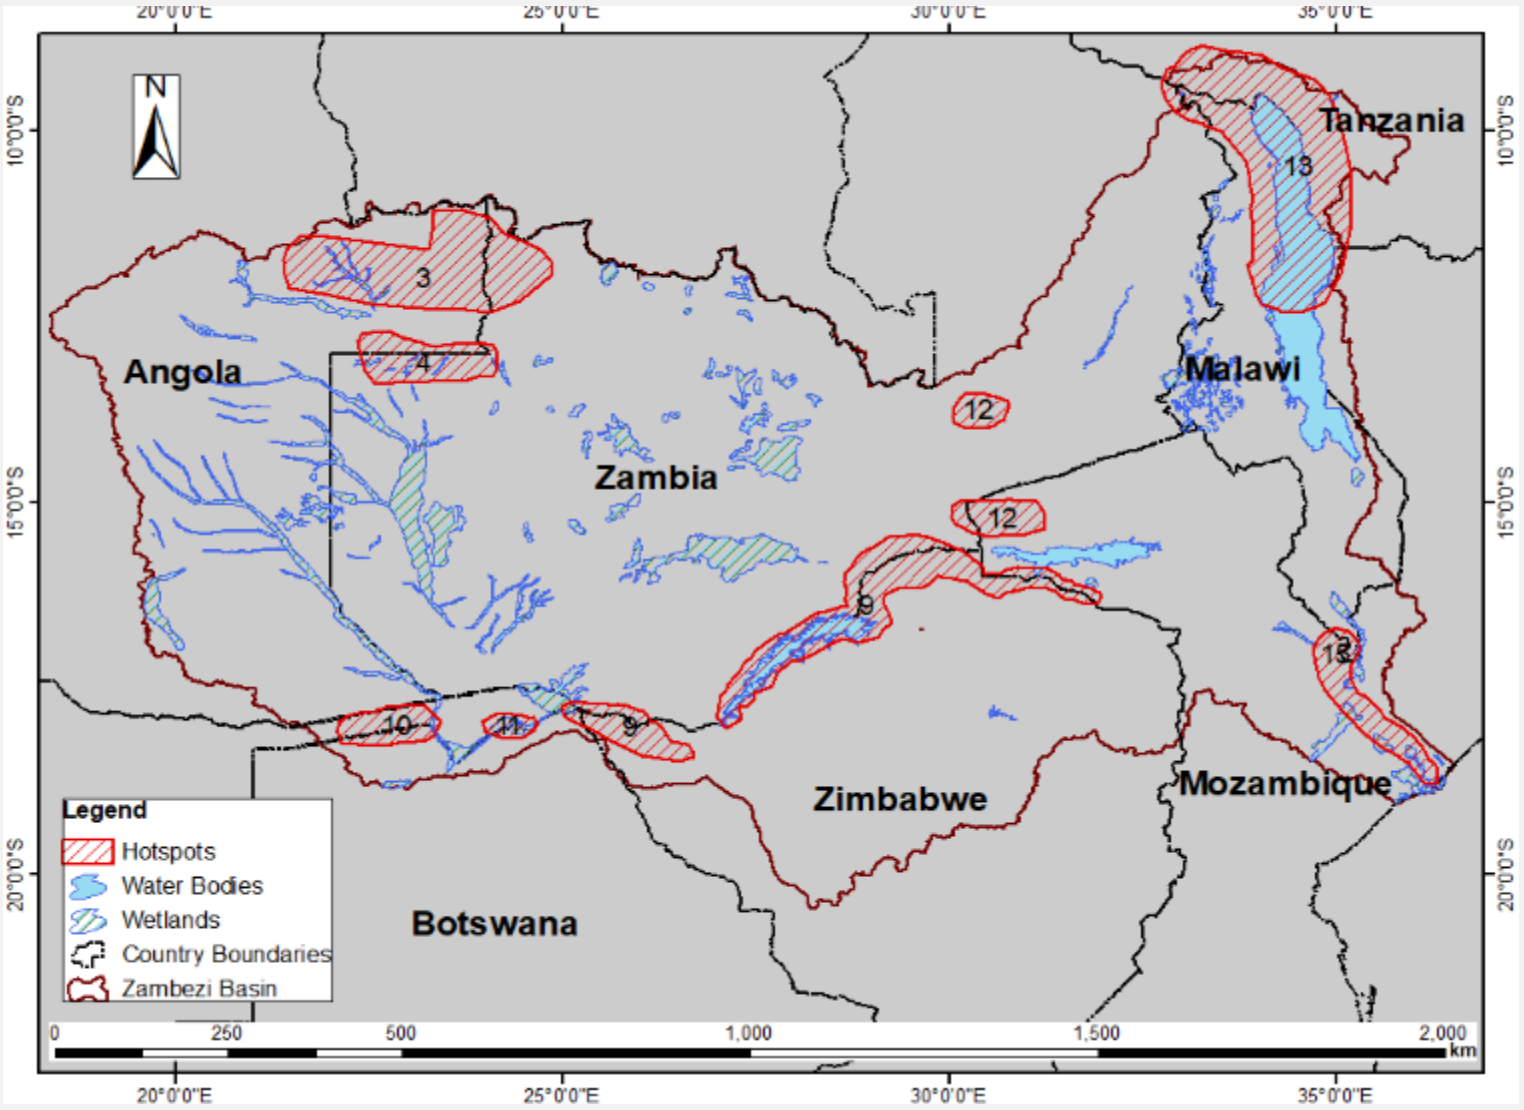 20°0'0"E 25°0'0"E 30°0'0"E 35°0'0"E
N
10°0'0"S
10°0'0"S
Tanzania
13
3
4
Angola
Malawi
12
Zambia
15°0'0"S
15°0'0"S
12
9
10
11
9
Mozambique
Zimbabwe
Legend
Hotspots
Water Bodies
Wetlands
Country Boundaries
Zambezi Basin
20°0'0"S
20°0'0"S
Botswana
0 250 500 1,000 1,500 2,000
km
20°0'0"E 25°0'0"E 30°0'0"E 35°0'0"E